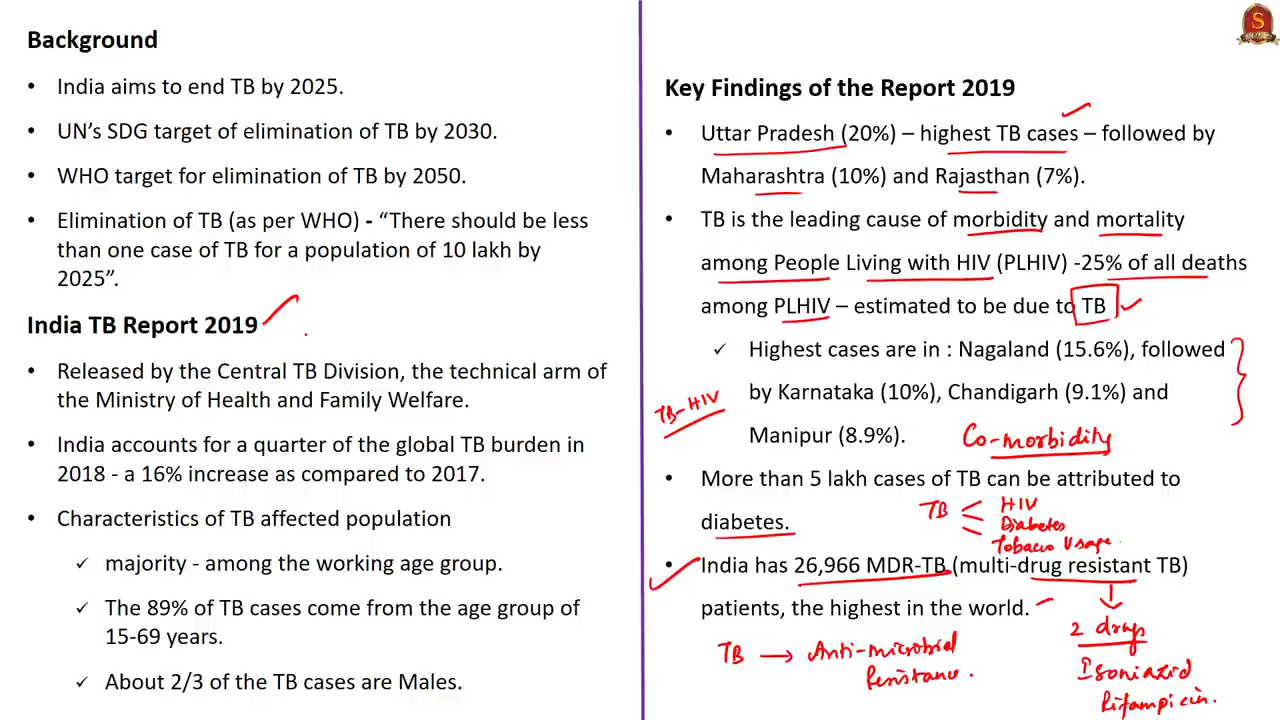 Background
• India aims to end TB by 2025.
• UN's SDG target of elimination of TB by 2030.
• WHO target for elimination of TB by 2050.
• Elimination of TB (as per WHO) - “There should be less
than one case of TB for a population of 10 lakh by
2025”.
India TB Report 2019
• Released by the Central TB Division, the technical arm of
the Ministry of Health and Family Welfare.
• India accounts for a quarter of the global TB burden in
2018 - a 16% increase as compared to 2017.
• Characteristics of TB affected population
✓ majority - among the working age group.
✓ The 89% of TB cases come from the age group of
15-69 years.
✓ About 2/3 of the TB cases are Males.
S
Key Findings of the Report 2019
• Uttar Pradesh (20%) – highest TB cases – followed by
Maharashtra (10%) and Rajasthan (7%).
• TB is the leading cause of morbidity and mortality
among People Living with HIV (PLHIV) -25% of all deaths
among PLHIV – estimated to be due to TB
✓ Highest cases are in : Nagaland (15.6%), followed
by Karnataka (10%), Chandigarh (9.1%) and
TB-HIV
Manipur (8.9%).
Co-morbidity
• More than 5 lakh cases of TB can be attributed to
diabetes.
TB
HIV
Diabetes
Tobacco Usage.
• India has 26,966 MDR-TB (multi-drug resistant TB)
patients, the highest in the world.
2 drugs
Isoniazid
Rifampicin.
TB → Anti-microbial
Resistance.